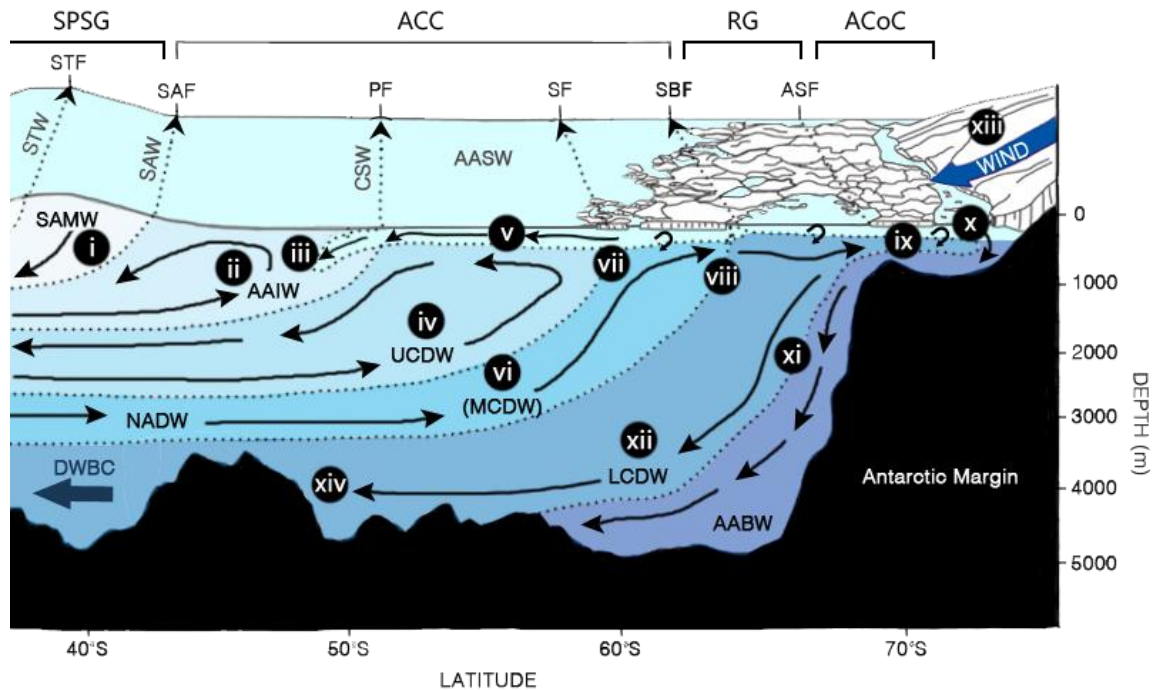 SPSG
ACC
RG
ACoC
STF
SAF
PF
SF
SBF
ASF
STW
SAW
CSW
AASW
xiii
WIND
SAMW
0
i
ii
iii
v
vii
viii
ix
x
AAIW
1000
iv
UCDW
xi
2000
vi
(MCDW)
NADW
3000
DEPTH (m)
xii
DWBC
xiv
LCDW
Antarctic Margin
4000
AABW
5000
40°S
50°S
60°S
70°S
LATITUDE